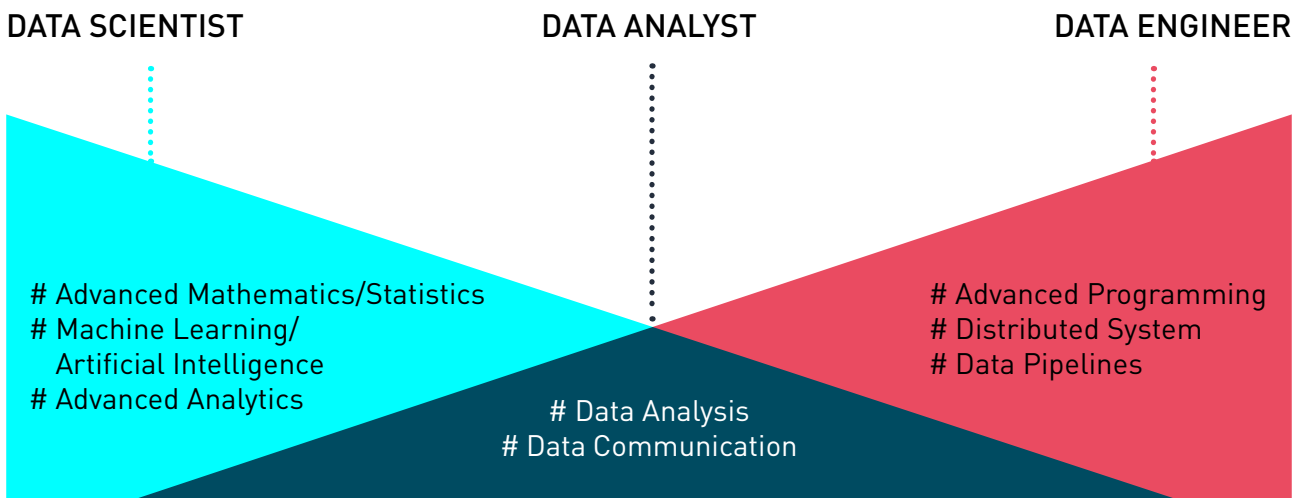 DATA SCIENTIST
DATA ANALYST
DATA ENGINEER
# Advanced Mathematics/Statistics
# Machine Learning/
Artificial Intelligence
# Advanced Analytics
# Data Analysis
# Data Communication
# Advanced Programming
# Distributed System
# Data Pipelines